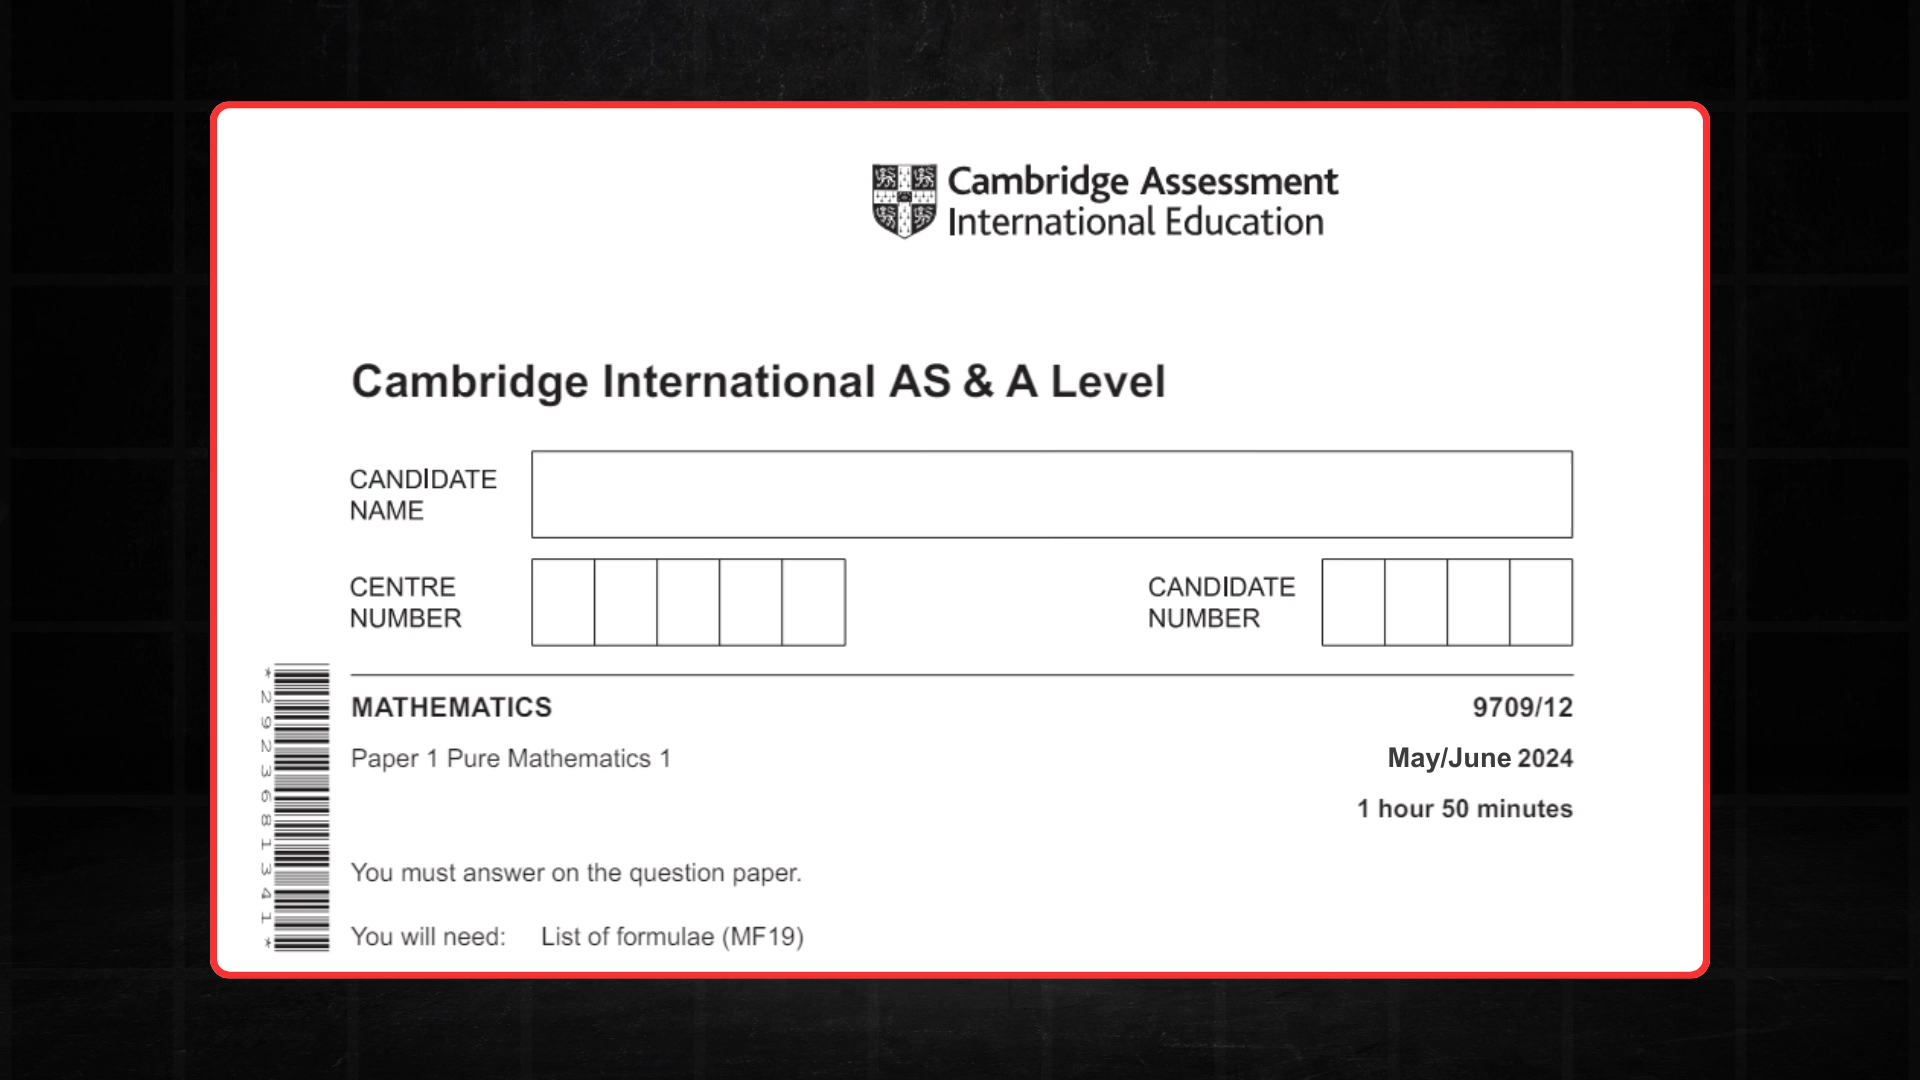 Cambridge Assessment
International Education
Cambridge International AS & A Level
CANDIDATE
NAME
CENTRE
NUMBER
CANDIDATE
NUMBER
*2923681341*
MATHEMATICS
9709/12
Paper 1 Pure Mathematics 1
May/June 2024
1 hour 50 minutes
You must answer on the question paper.
You will need: List of formulae (MF19)